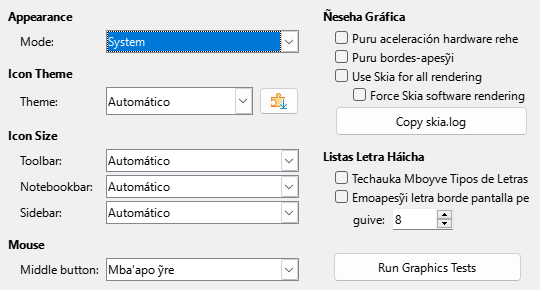 Appearance
Mode: System
Icon Theme
Theme: Automático
Icon Size
Toolbar: Automático
Notebookbar: Automático
Sidebar: Automático
Mouse
Middle button: Mba'apo ỹre
Ñeseha Gráfica
Puru aceleración hardware rehe
Puru bordes-apesỹi
Use Skia for all rendering
Force Skia software rendering
Copy skia.log
Listas Letra Háicha
Techauka Mboyve Tipos de Letras
Emoapesỹi letra borde pantalla pe
guive: 8
Run Graphics Tests